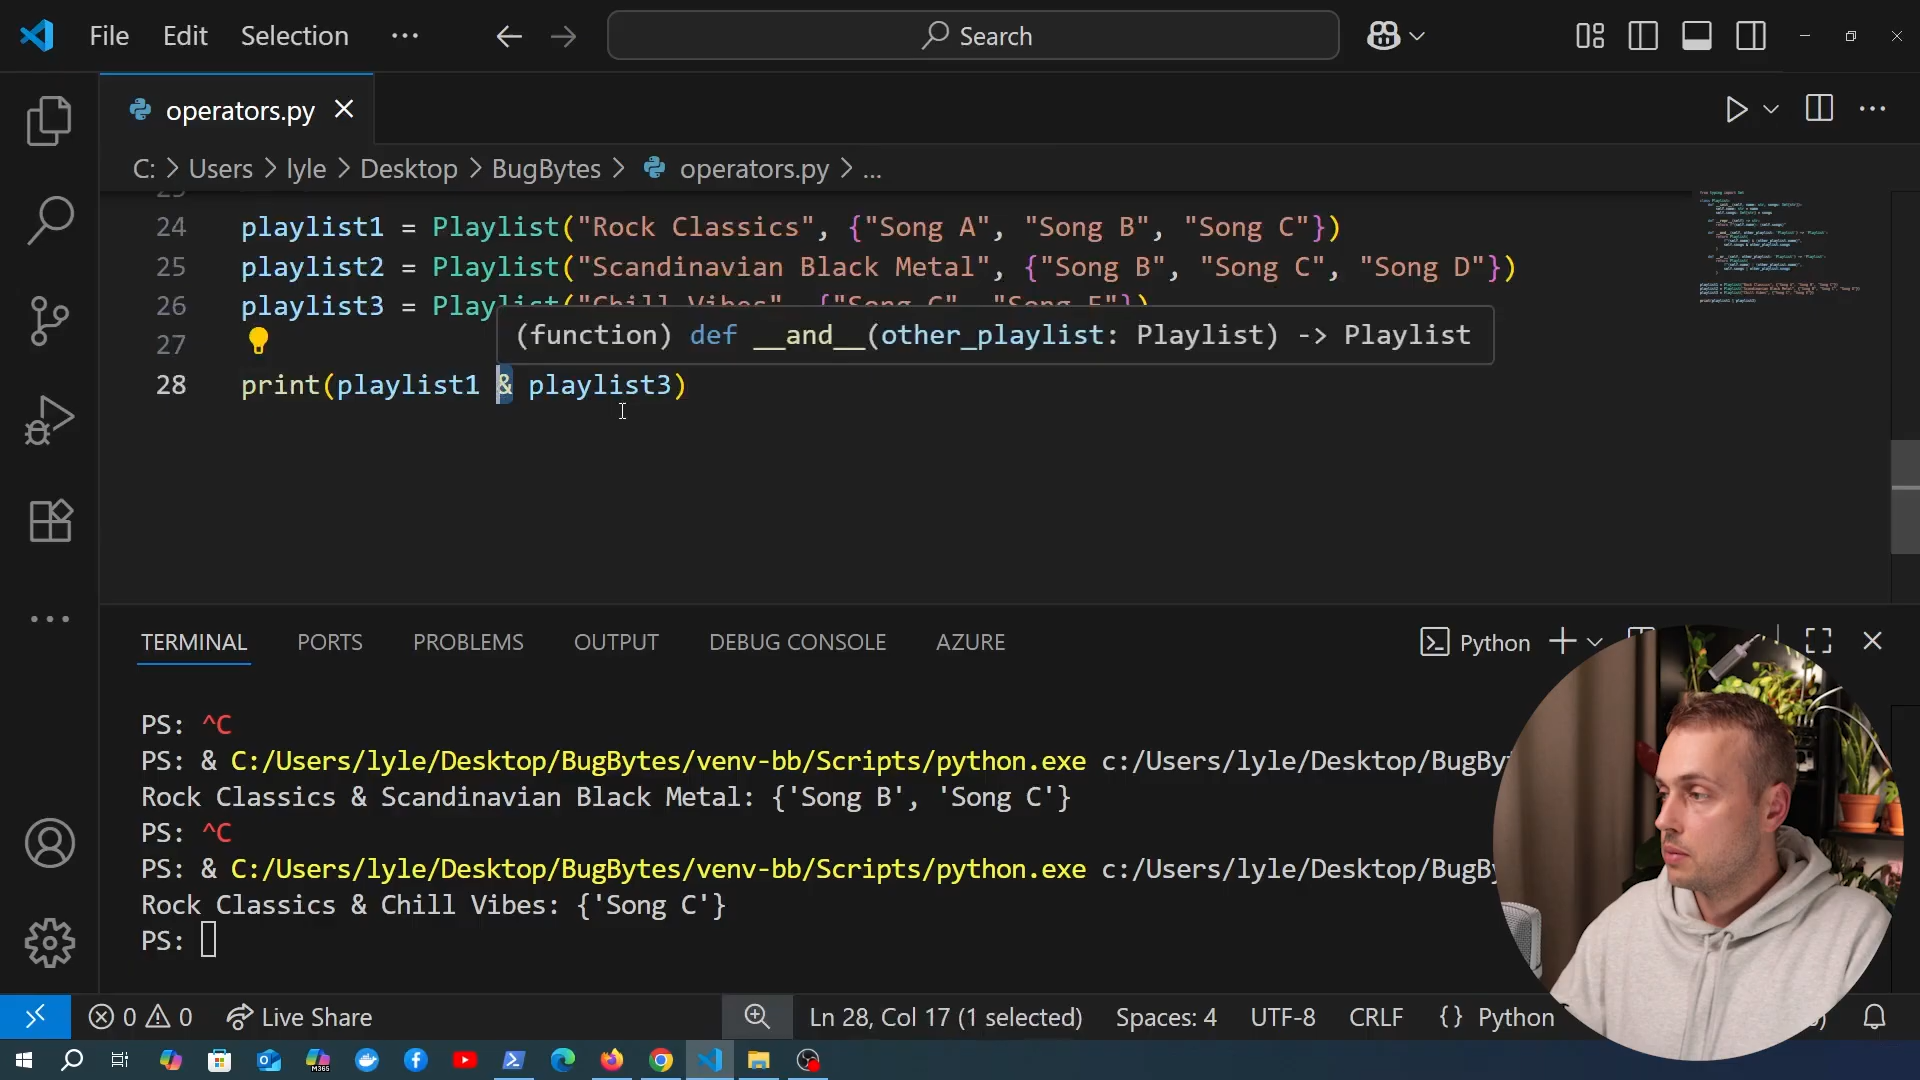 File Edit Selection ... Search
operators.py
C: > Users > lyle > Desktop > BugBytes > operators.py > ...
24 playlist1 = Playlist("Rock Classics", {"Song A", "Song B", "Song C"})
25 playlist2 = Playlist("Scandinavian Black Metal", {"Song B", "Song C", "Song D"})
26 playlist3 = Playlist("Chill Vibes", {"Song C", "Song E"})
(function) def __and__(other_playlist: Playlist) -> Playlist
27
28 print(playlist1 & playlist3)
TERMINAL PORTS PROBLEMS OUTPUT DEBUG CONSOLE AZURE Python
PS: ^C
PS: & C:/Users/lyle/Desktop/BugBytes/venv-bb/Scripts/python.exe c:/Users/lyle/Desktop/BugBy
Rock Classics & Scandinavian Black Metal: {'Song B', 'Song C'}
PS: ^C
PS: & C:/Users/lyle/Desktop/BugBytes/venv-bb/Scripts/python.exe c:/Users/lyle/Desktop/BugBy
Rock Classics & Chill Vibes: {'Song C'}
PS:
0 0 Live Share Ln 28, Col 17 (1 selected) Spaces: 4 UTF-8 CRLF {} Python